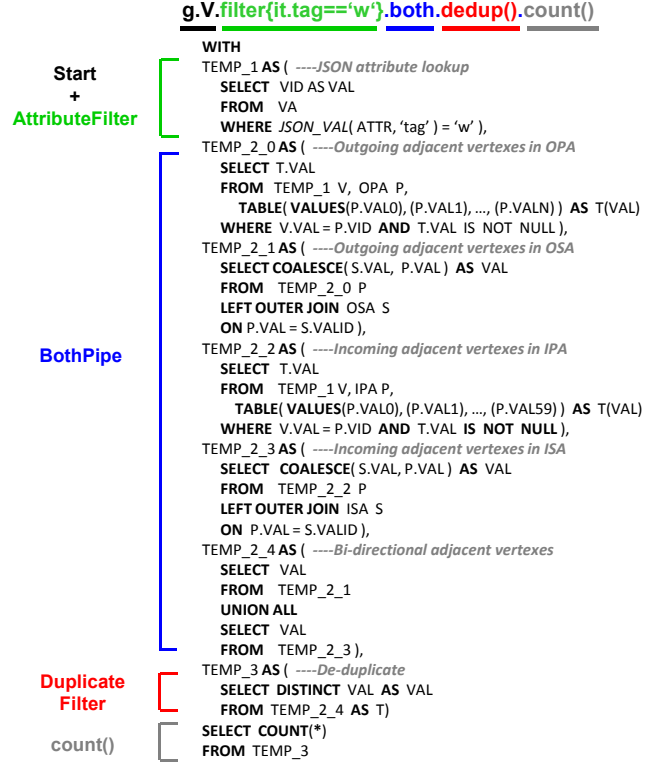 g.V.filter{it.tag=='w'}.both.dedup().count()
WITH
Start
+
AttributeFilter
TEMP_1 AS ( ----JSON attribute lookup
SELECT VID AS VAL
FROM VA
WHERE JSON_VAL( ATTR, 'tag' ) = 'w' ),
BothPipe
TEMP_2_0 AS ( ----Outgoing adjacent vertexes in OPA
SELECT T.VAL
FROM TEMP_1 V, OPA P,
TABLE( VALUES(P.VAL0), (P.VAL1), ..., (P.VALN) ) AS T(VAL)
WHERE V.VAL = P.VID AND T.VAL IS NOT NULL ),
TEMP_2_1 AS ( ----Outgoing adjacent vertexes in OSA
SELECT COALESCE( S.VAL, P.VAL ) AS VAL
FROM TEMP_2_0 P
LEFT OUTER JOIN OSA S
ON P.VAL = S.VALID ),
TEMP_2_2 AS ( ----Incoming adjacent vertexes in IPA
SELECT T.VAL
FROM TEMP_1 V, IPA P,
TABLE( VALUES(P.VAL0), (P.VAL1), ..., (P.VAL59) ) AS T(VAL)
WHERE V.VAL = P.VID AND T.VAL IS NOT NULL ),
TEMP_2_3 AS ( ----Incoming adjacent vertexes in ISA
SELECT COALESCE( S.VAL, P.VAL ) AS VAL
FROM TEMP_2_2 P
LEFT OUTER JOIN ISA S
ON P.VAL = S.VALID ),
TEMP_2_4 AS ( ----Bi-directional adjacent vertexes
SELECT VAL
FROM TEMP_2_1
UNION ALL
SELECT VAL
FROM TEMP_2_3 ),
Duplicate
Filter
TEMP_3 AS ( ----De-duplicate
SELECT DISTINCT VAL AS VAL
FROM TEMP_2_4 AS T)
count()
SELECT COUNT(*)
FROM TEMP_3